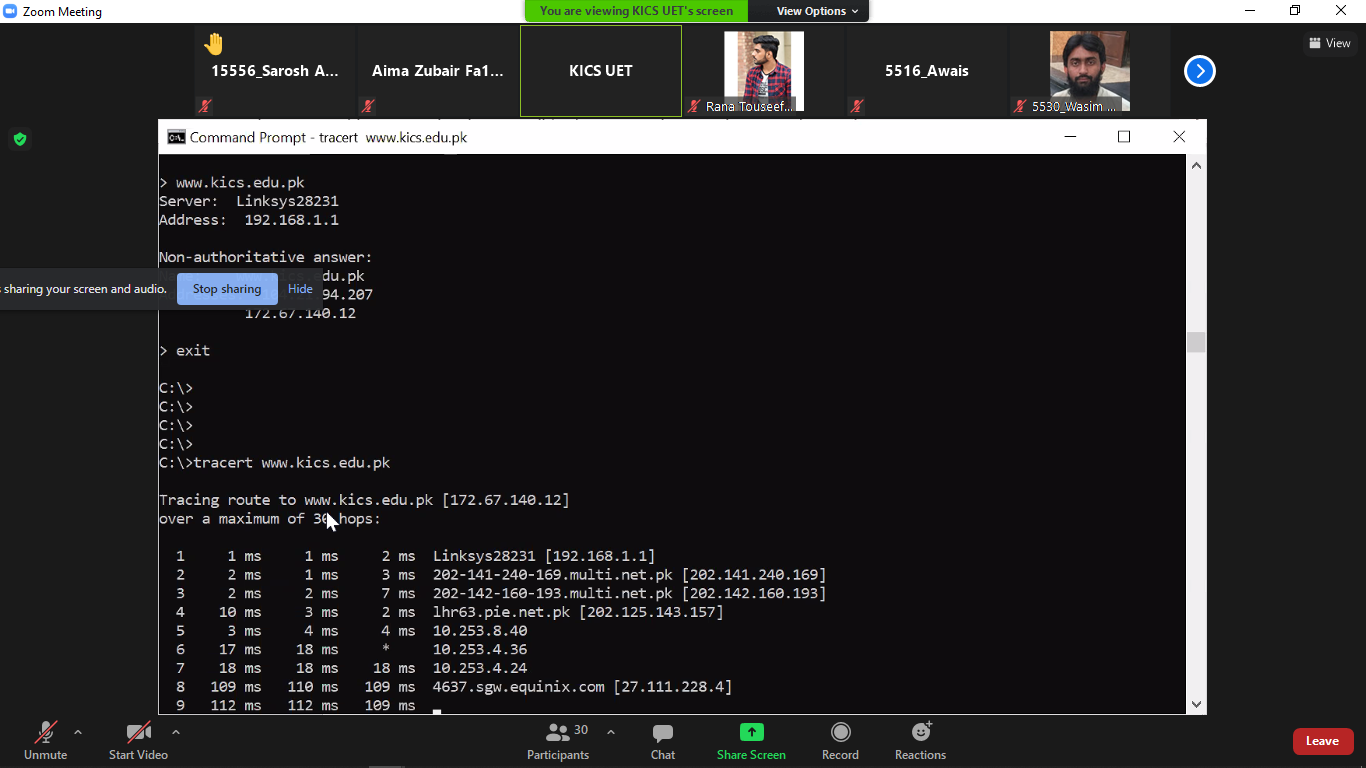 Zoom Meeting
You are viewing KICS UET's screen
View Options
15556_Sarosh A...
Aima Zubair Fa1...
KICS UET
Rana Touseef...
5516_Awais
5530_Wasim ...
View
Command Prompt - tracert www.kics.edu.pk
> www.kics.edu.pk
Server: Linksys28231
Address: 192.168.1.1
Non-authoritative answer:
du.pk
sharing your screen and audio. Stop sharing Hide
94.207
172.67.140.12
> exit
C:\>
C:\>
C:\>
C:\>
C:\>tracert www.kics.edu.pk
Tracing route to www.kics.edu.pk [172.67.140.12]
over a maximum of 30 hops:
1 1 ms 1 ms 2 ms Linksys28231 [192.168.1.1]
2 2 ms 1 ms 3 ms 202-141-240-169.multi.net.pk [202.141.240.169]
3 2 ms 2 ms 7 ms 202-142-160-193.multi.net.pk [202.142.160.193]
4 10 ms 3 ms 2 ms lhr63.pie.net.pk [202.125.143.157]
5 3 ms 4 ms 4 ms 10.253.8.40
6 17 ms 18 ms * 10.253.4.36
7 18 ms 18 ms 18 ms 10.253.4.24
8 109 ms 110 ms 109 ms 4637.sgw.equinix.com [27.111.228.4]
9 112 ms 112 ms 109 ms
Unmute
Start Video
Participants 30
Chat
Share Screen
Record
Reactions
Leave